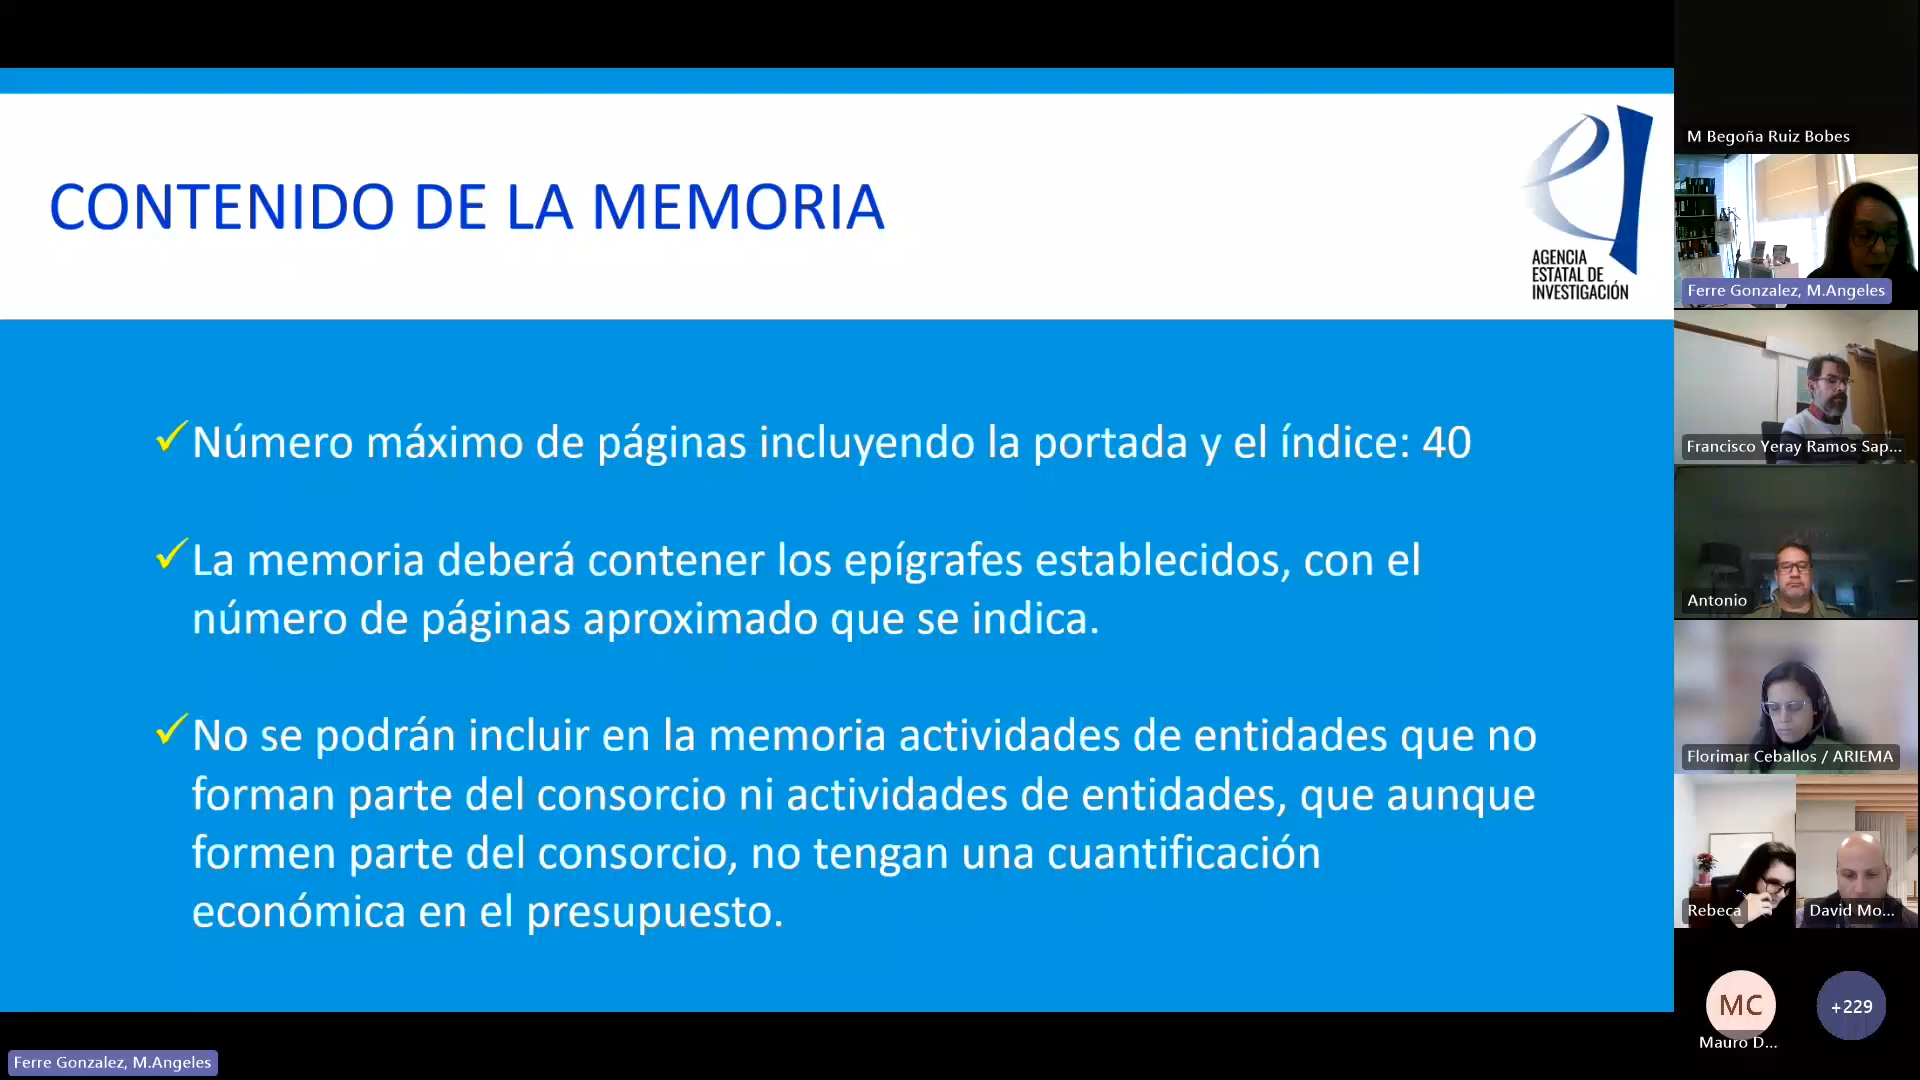 CONTENIDO DE LA MEMORIA
AGENCIA
ESTATAL DE
INVESTIGACIÓN
✓Número máximo de páginas incluyendo la portada y el índice: 40
✓La memoria deberá contener los epígrafes establecidos, con el
número de páginas aproximado que se indica.
✓No se podrán incluir en la memoria actividades de entidades que no
forman parte del consorcio ni actividades de entidades, que aunque
formen parte del consorcio, no tengan una cuantificación
económica en el presupuesto.
Ferre Gonzalez, M.Angeles
M Begoña Ruiz Bobes
Ferre Gonzalez, M.Angeles
Francisco Yeray Ramos Sap...
Antonio
Florimar Ceballos / ARIEMA
Rebeca
David Mo...
MC
+229
Mauro D...